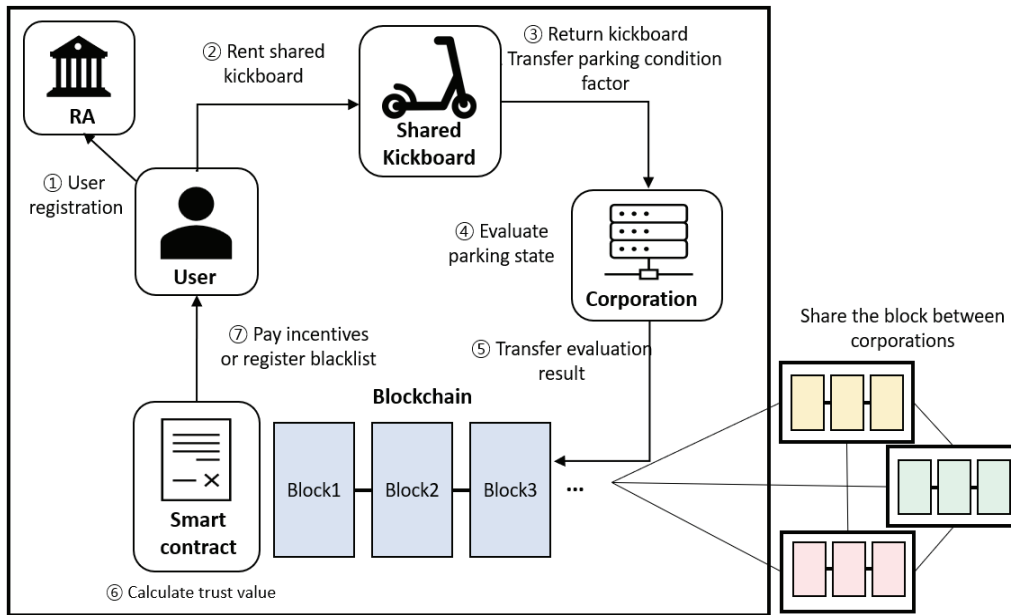 RA
① User
registration
User
② Rent shared
kickboard
Shared
Kickboard
③ Return kickboard
Transfer parking condition
factor
④ Evaluate
parking state
Corporation
⑤ Transfer evaluation
result
Blockchain
Block1
Block2
Block3
...
Smart
contract
⑥ Calculate trust value
⑦ Pay incentives
or register blacklist
Share the block between
corporations